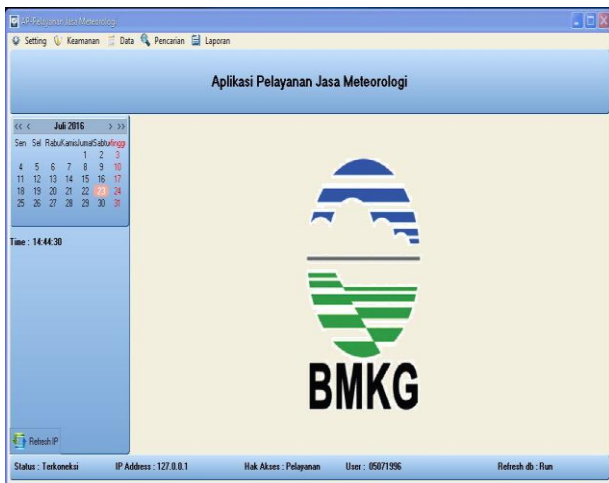 AP-Pelayanan Jasa Meteorologi
Setting Keamanan Data Pencarian Laporan
Aplikasi Pelayanan Jasa Meteorologi
<< < Juli 2016 > >>
Sen Sel Rabu Kamis Jumat Sabtu Minggu
1 2 3
4 5 6 7 8 9 10
11 12 13 14 15 16 17
18 19 20 21 22 23 24
25 26 27 28 29 30 31
Time : 14:44:30
BMKG
Refresh IP
Status : Terkoneksi IP Address : 127.0.0.1 Hak Akses : Pelayanan User : 05071996 Refresh db : Run